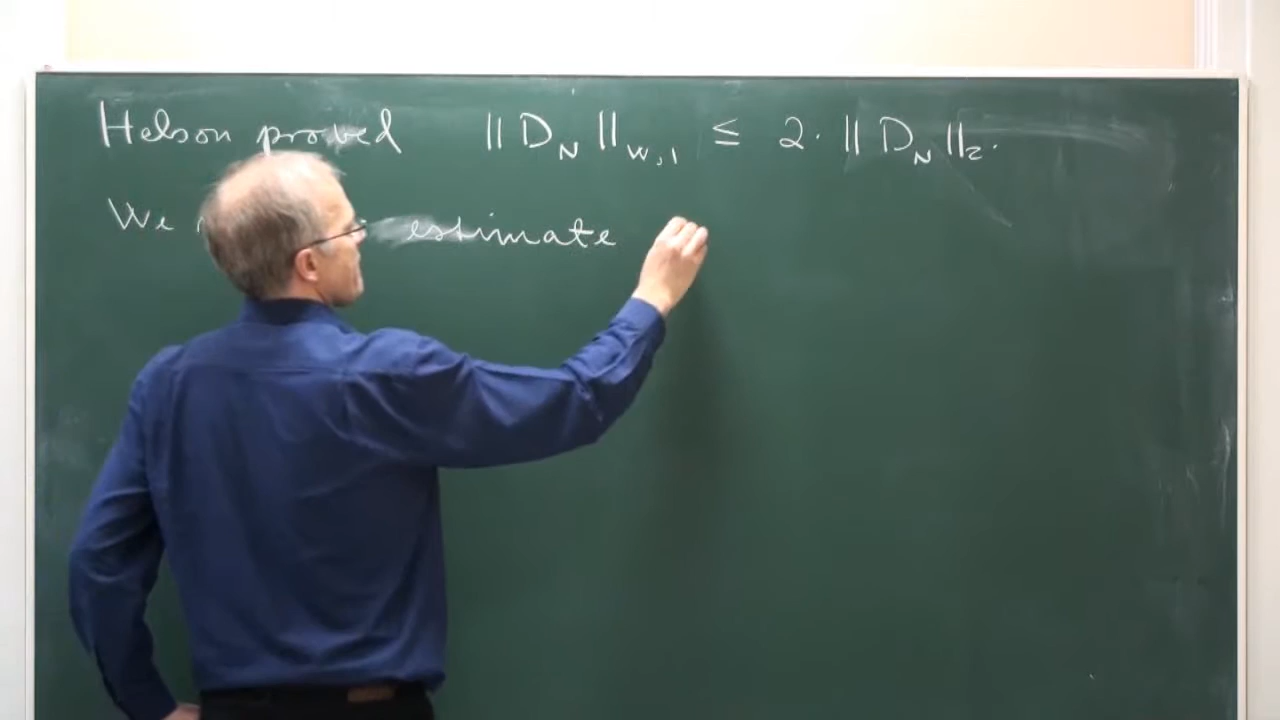 Helson proved ‖D_N‖_{W,1} ≤ 2 · ‖D_N‖_2.
We estimate